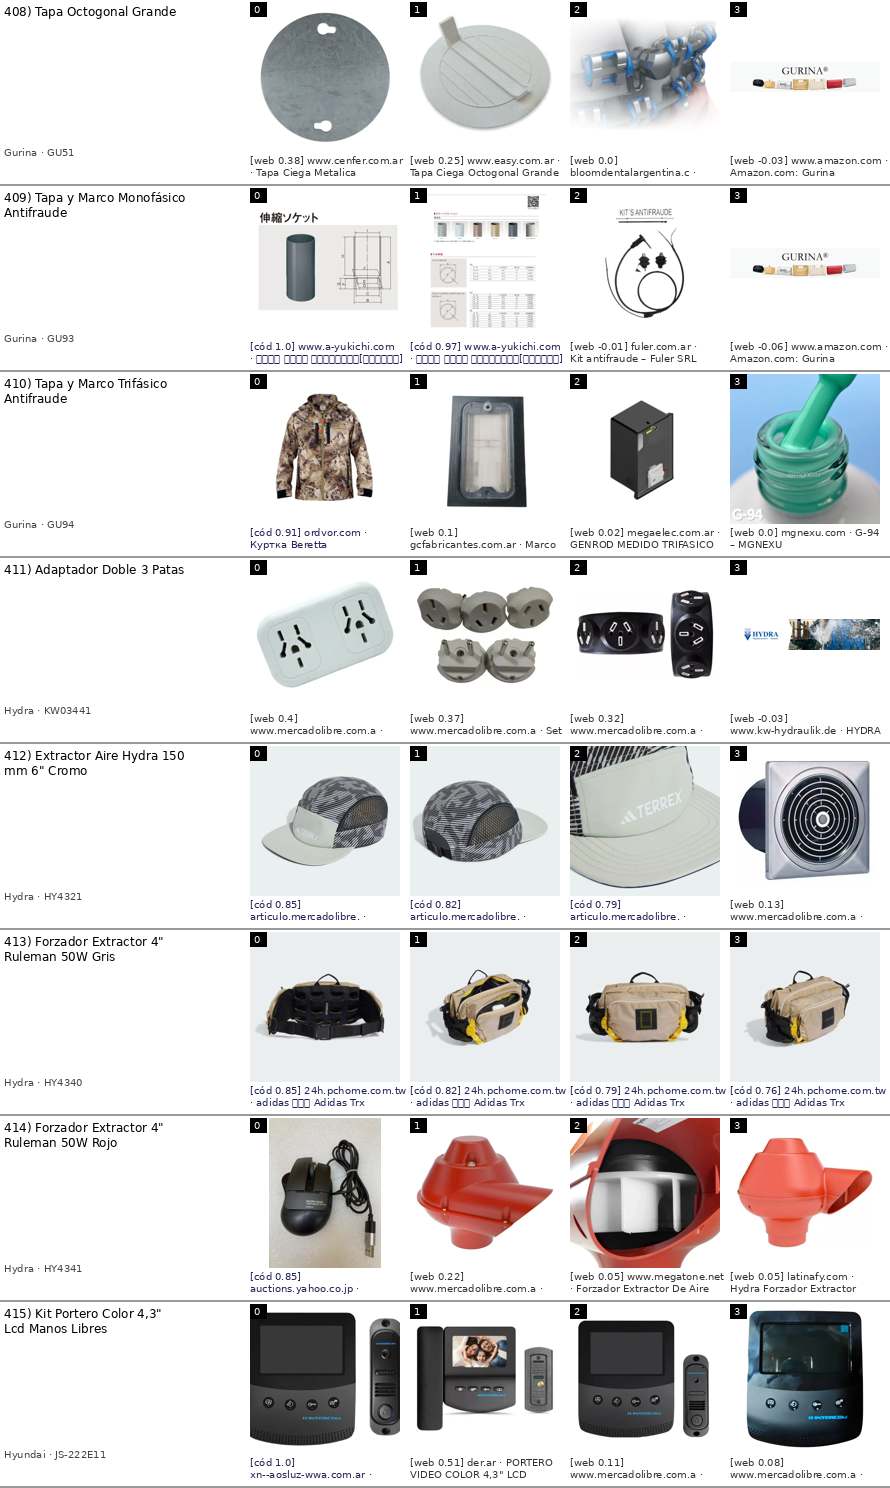 408) Tapa Octogonal Grande
Gurina · GU51
0
1
2
3
GURINA®
[web 0.38] www.cenfer.com.ar
· Tapa Ciega Metalica
[web 0.25] www.easy.com.ar ·
Tapa Ciega Octogonal Grande
[web 0.0]
bloomdentalargentina.c ·
[web -0.03] www.amazon.com ·
Amazon.com: Gurina
409) Tapa y Marco Monofásico
Antifraude
Gurina · GU93
0
伸縮ソケット
1
2
KIT´S ANTIFRAUDE
3
GURINA®
[cód 1.0] www.a-yukichi.com
[cód 0.97] www.a-yukichi.com
[web -0.01] fuler.com.ar ·
Kit antifraude – Fuler SRL
[web -0.06] www.amazon.com ·
Amazon.com: Gurina
410) Tapa y Marco Trifásico
Antifraude
Gurina · GU94
0
1
2
3
G-94
[cód 0.91] ordvor.com ·
Куртка Beretta
[web 0.1]
gcfabricantes.com.ar · Marco
[web 0.02] megaelec.com.ar ·
GENROD MEDIDO TRIFASICO
[web 0.0] mgnexu.com · G-94
– MGNEXU
411) Adaptador Doble 3 Patas
Hydra · KW03441
0
1
2
3
HYDRA
[web 0.4]
www.mercadolibre.com.a ·
[web 0.37]
www.mercadolibre.com.a · Set
[web 0.32]
www.mercadolibre.com.a ·
[web -0.03]
www.kw-hydraulik.de · HYDRA
412) Extractor Aire Hydra 150
mm 6" Cromo
Hydra · HY4321
0
1
2
TERREX
3
[cód 0.85]
articulo.mercadolibre. ·
[cód 0.82]
articulo.mercadolibre. ·
[cód 0.79]
articulo.mercadolibre. ·
[web 0.13]
www.mercadolibre.com.a ·
413) Forzador Extractor 4"
Ruleman 50W Gris
Hydra · HY4340
0
1
2
3
[cód 0.85] 24h.pchome.com.tw
· adidas Adidas Trx
[cód 0.82] 24h.pchome.com.tw
· adidas Adidas Trx
[cód 0.79] 24h.pchome.com.tw
· adidas Adidas Trx
[cód 0.76] 24h.pchome.com.tw
· adidas Adidas Trx
414) Forzador Extractor 4"
Ruleman 50W Rojo
Hydra · HY4341
0
1
2
3
[cód 0.85]
auctions.yahoo.co.jp ·
[web 0.22]
www.mercadolibre.com.a ·
[web 0.05] www.megatone.net
· Forzador Extractor De Aire
[web 0.05] latinafy.com ·
Hydra Forzador Extractor
415) Kit Portero Color 4,3"
Lcd Manos Libres
Hyundai · JS-222E11
0
1
2
3
[cód 1.0]
xn--aosluz-wwa.com.ar ·
[web 0.51] der.ar · PORTERO
VIDEO COLOR 4,3" LCD
[web 0.11]
www.mercadolibre.com.a ·
[web 0.08]
www.mercadolibre.com.a ·